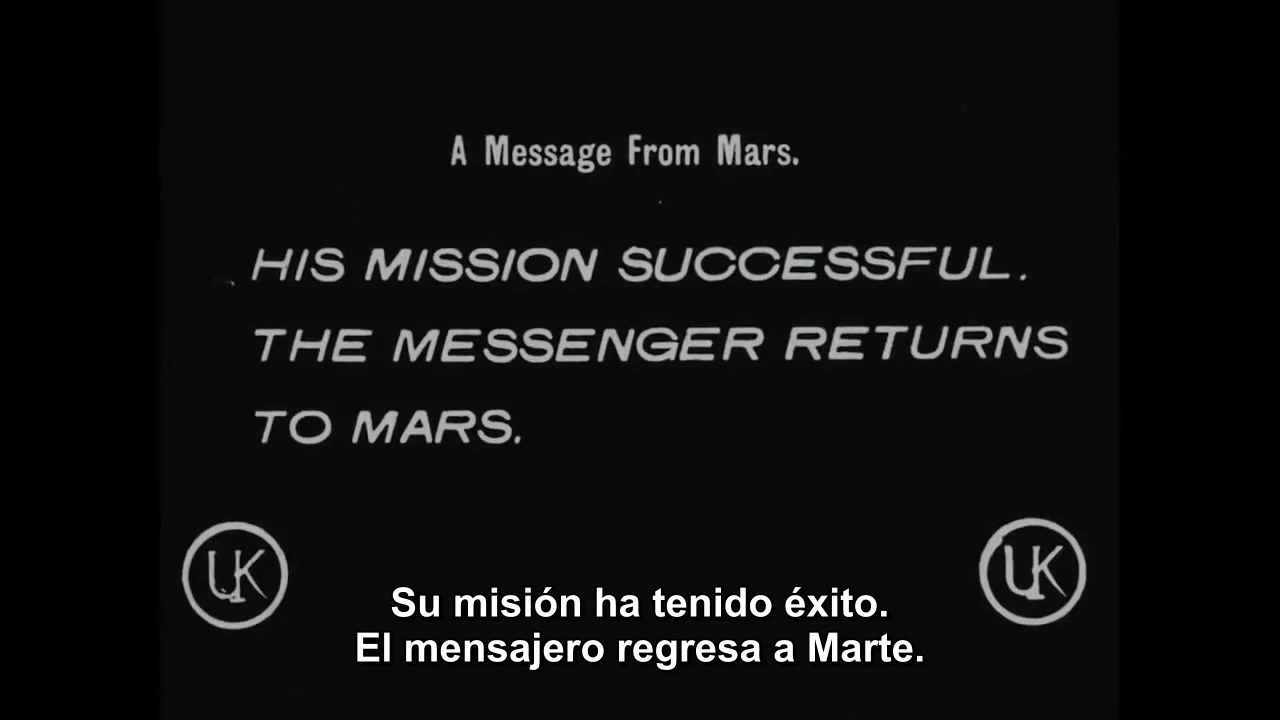 A Message From Mars.
HIS MISSION SUCCESSFUL.
THE MESSENGER RETURNS
TO MARS.
UK UK
Su misión ha tenido éxito.
El mensajero regresa a Marte.